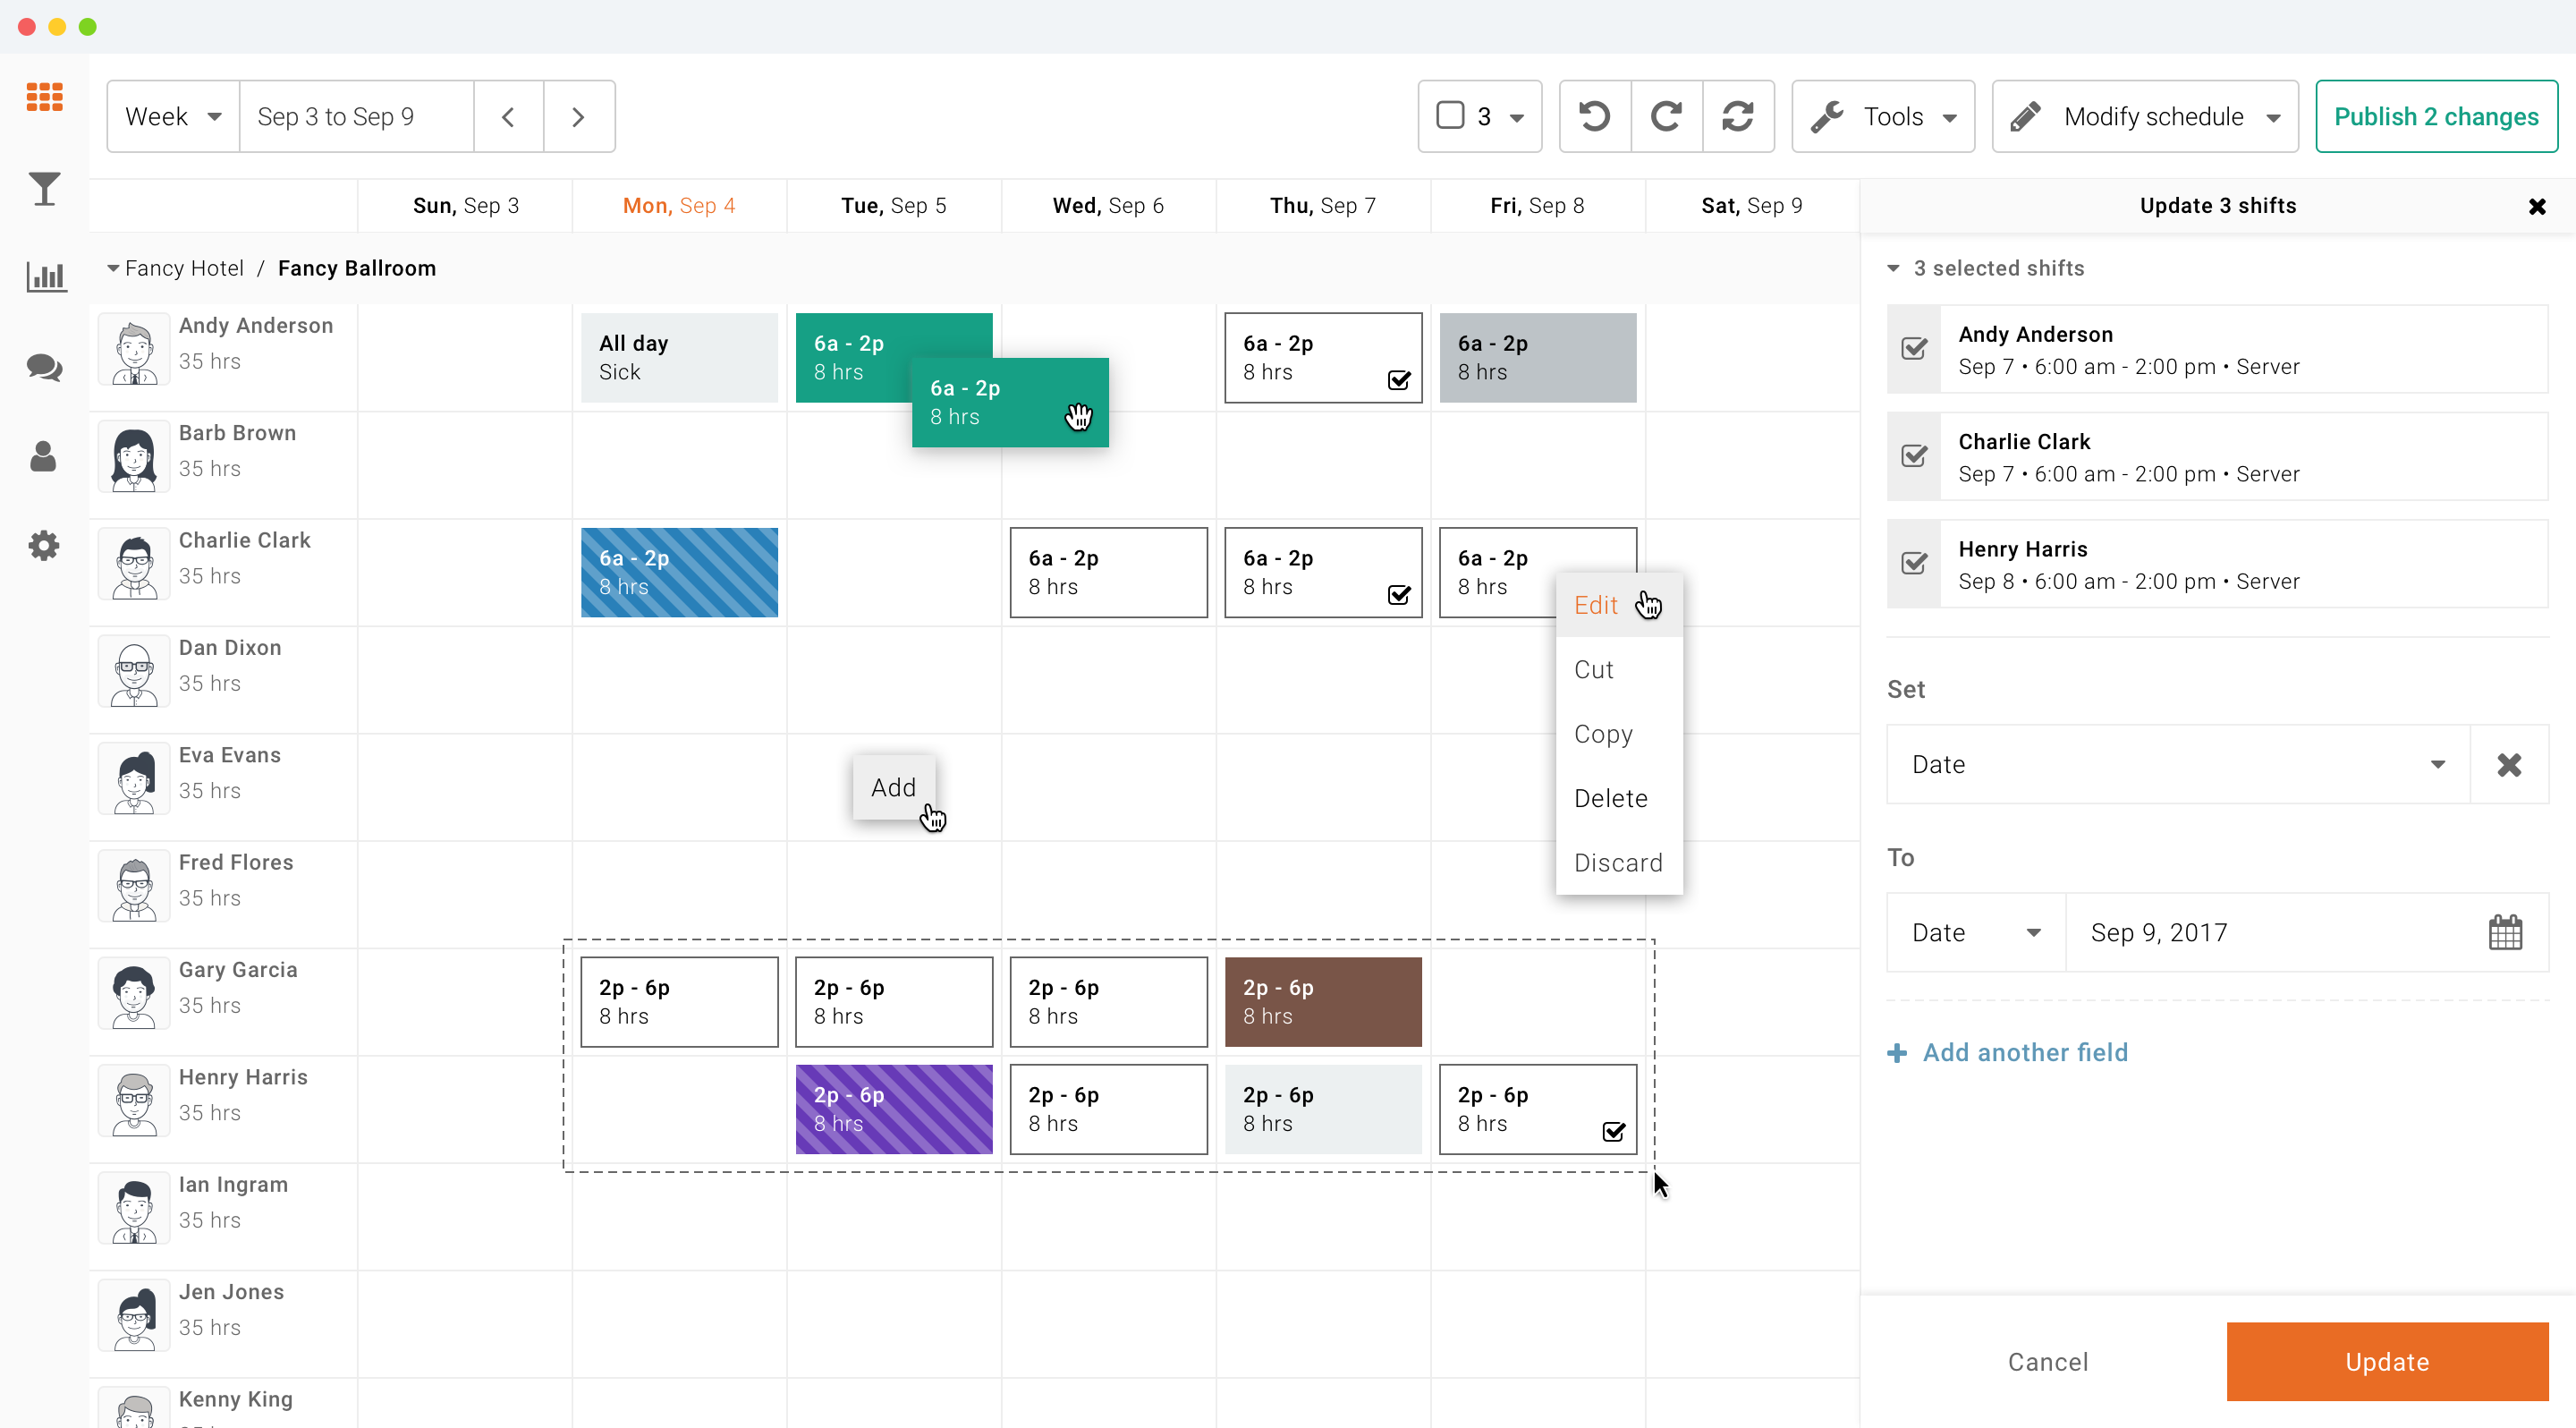 Week
Sep 3 to Sep 9
3
Tools
Modify schedule
Publish 2 changes
Sun, Sep 3
Mon, Sep 4
Tue, Sep 5
Wed, Sep 6
Thu, Sep 7
Fri, Sep 8
Sat, Sep 9
Fancy Hotel / Fancy Ballroom
Andy Anderson
35 hrs
All day
Sick
6a - 2p
8 hrs
6a - 2p
8 hrs
6a - 2p
8 hrs
6a - 2p
8 hrs
Barb Brown
35 hrs
Charlie Clark
35 hrs
6a - 2p
8 hrs
6a - 2p
8 hrs
6a - 2p
8 hrs
6a - 2p
8 hrs
Edit
Cut
Copy
Delete
Discard
Dan Dixon
35 hrs
Eva Evans
35 hrs
Add
Fred Flores
35 hrs
Gary Garcia
35 hrs
2p - 6p
8 hrs
2p - 6p
8 hrs
2p - 6p
8 hrs
2p - 6p
8 hrs
Henry Harris
35 hrs
2p - 6p
8 hrs
2p - 6p
8 hrs
2p - 6p
8 hrs
2p - 6p
8 hrs
Ian Ingram
35 hrs
Jen Jones
35 hrs
Kenny King
Update 3 shifts
3 selected shifts
Andy Anderson
Sep 7 • 6:00 am - 2:00 pm • Server
Charlie Clark
Sep 7 • 6:00 am - 2:00 pm • Server
Henry Harris
Sep 8 • 6:00 am - 2:00 pm • Server
Set
Date
To
Date
Sep 9, 2017
Add another field
Cancel
Update